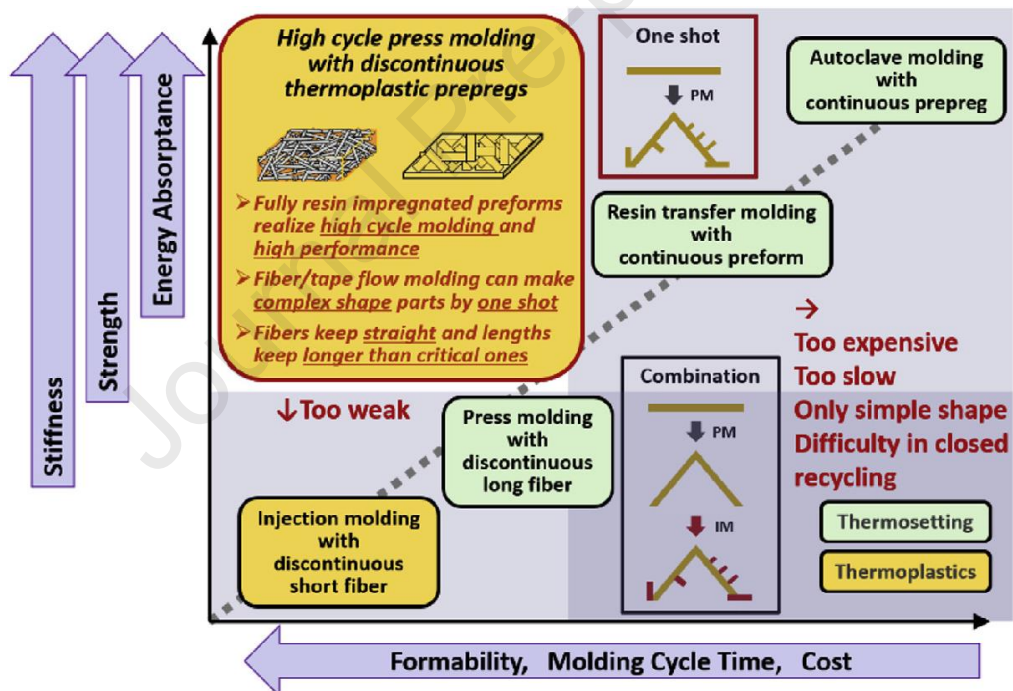 High cycle press molding
with discontinuous
thermoplastic prepregs
➢Fully resin impregnated preforms
realize high cycle molding and
high performance
➢Fiber/tape flow molding can make
complex shape parts by one shot
➢Fibers keep straight and lengths
keep longer than critical ones
One shot
PM
Autoclave molding
with
continuous prepreg
Resin transfer molding
with
continuous preform
→
Too expensive
Too slow
Only simple shape
Difficulty in closed
recycling
Combination
PM
IM
↓Too weak
Press molding
with
discontinuous
long fiber
Injection molding
with
discontinuous
short fiber
Thermosetting
Thermoplastics
Stiffness
Strength
Energy Absorptance
Formability, Molding Cycle Time, Cost
Journal Pre-p